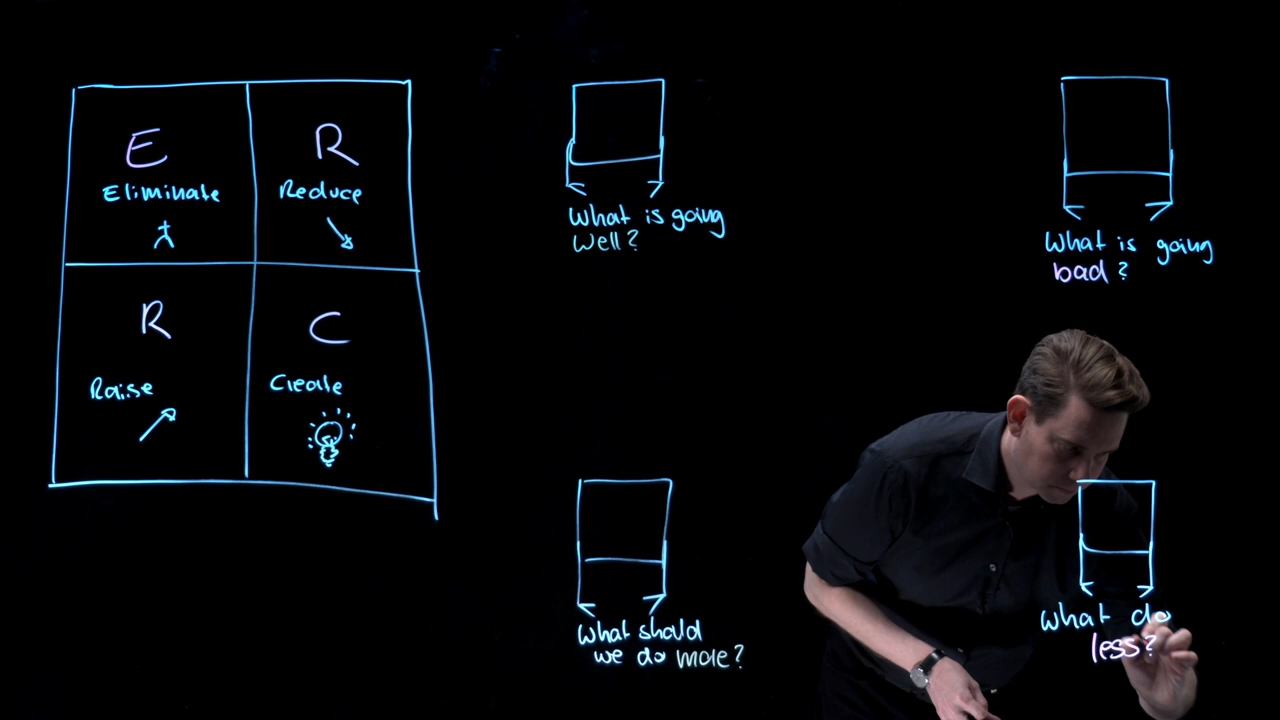 E
Eliminate
R
Reduce
R
Raise
C
Create
What is going
Well?
What is going
bad?
What should
we do more?
What do
less?